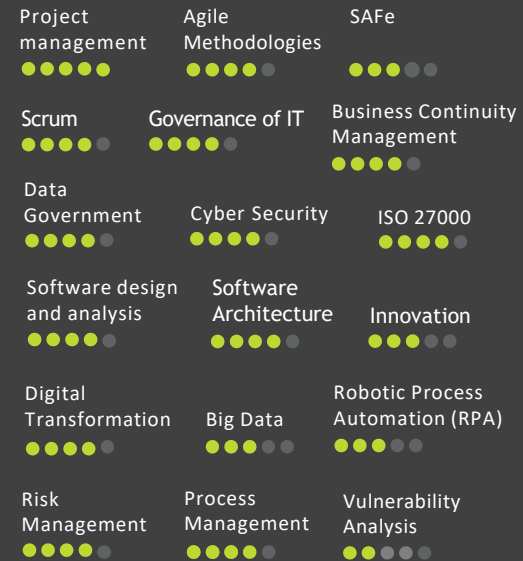 Project
management
Agile
Methodologies
SAFe
Scrum
Governance of IT
Business Continuity
Management
Data
Government
Cyber Security
ISO 27000
Software design
and analysis
Software
Architecture
Innovation
Digital
Transformation
Big Data
Robotic Process
Automation (RPA)
Risk
Management
Process
Management
Vulnerability
Analysis